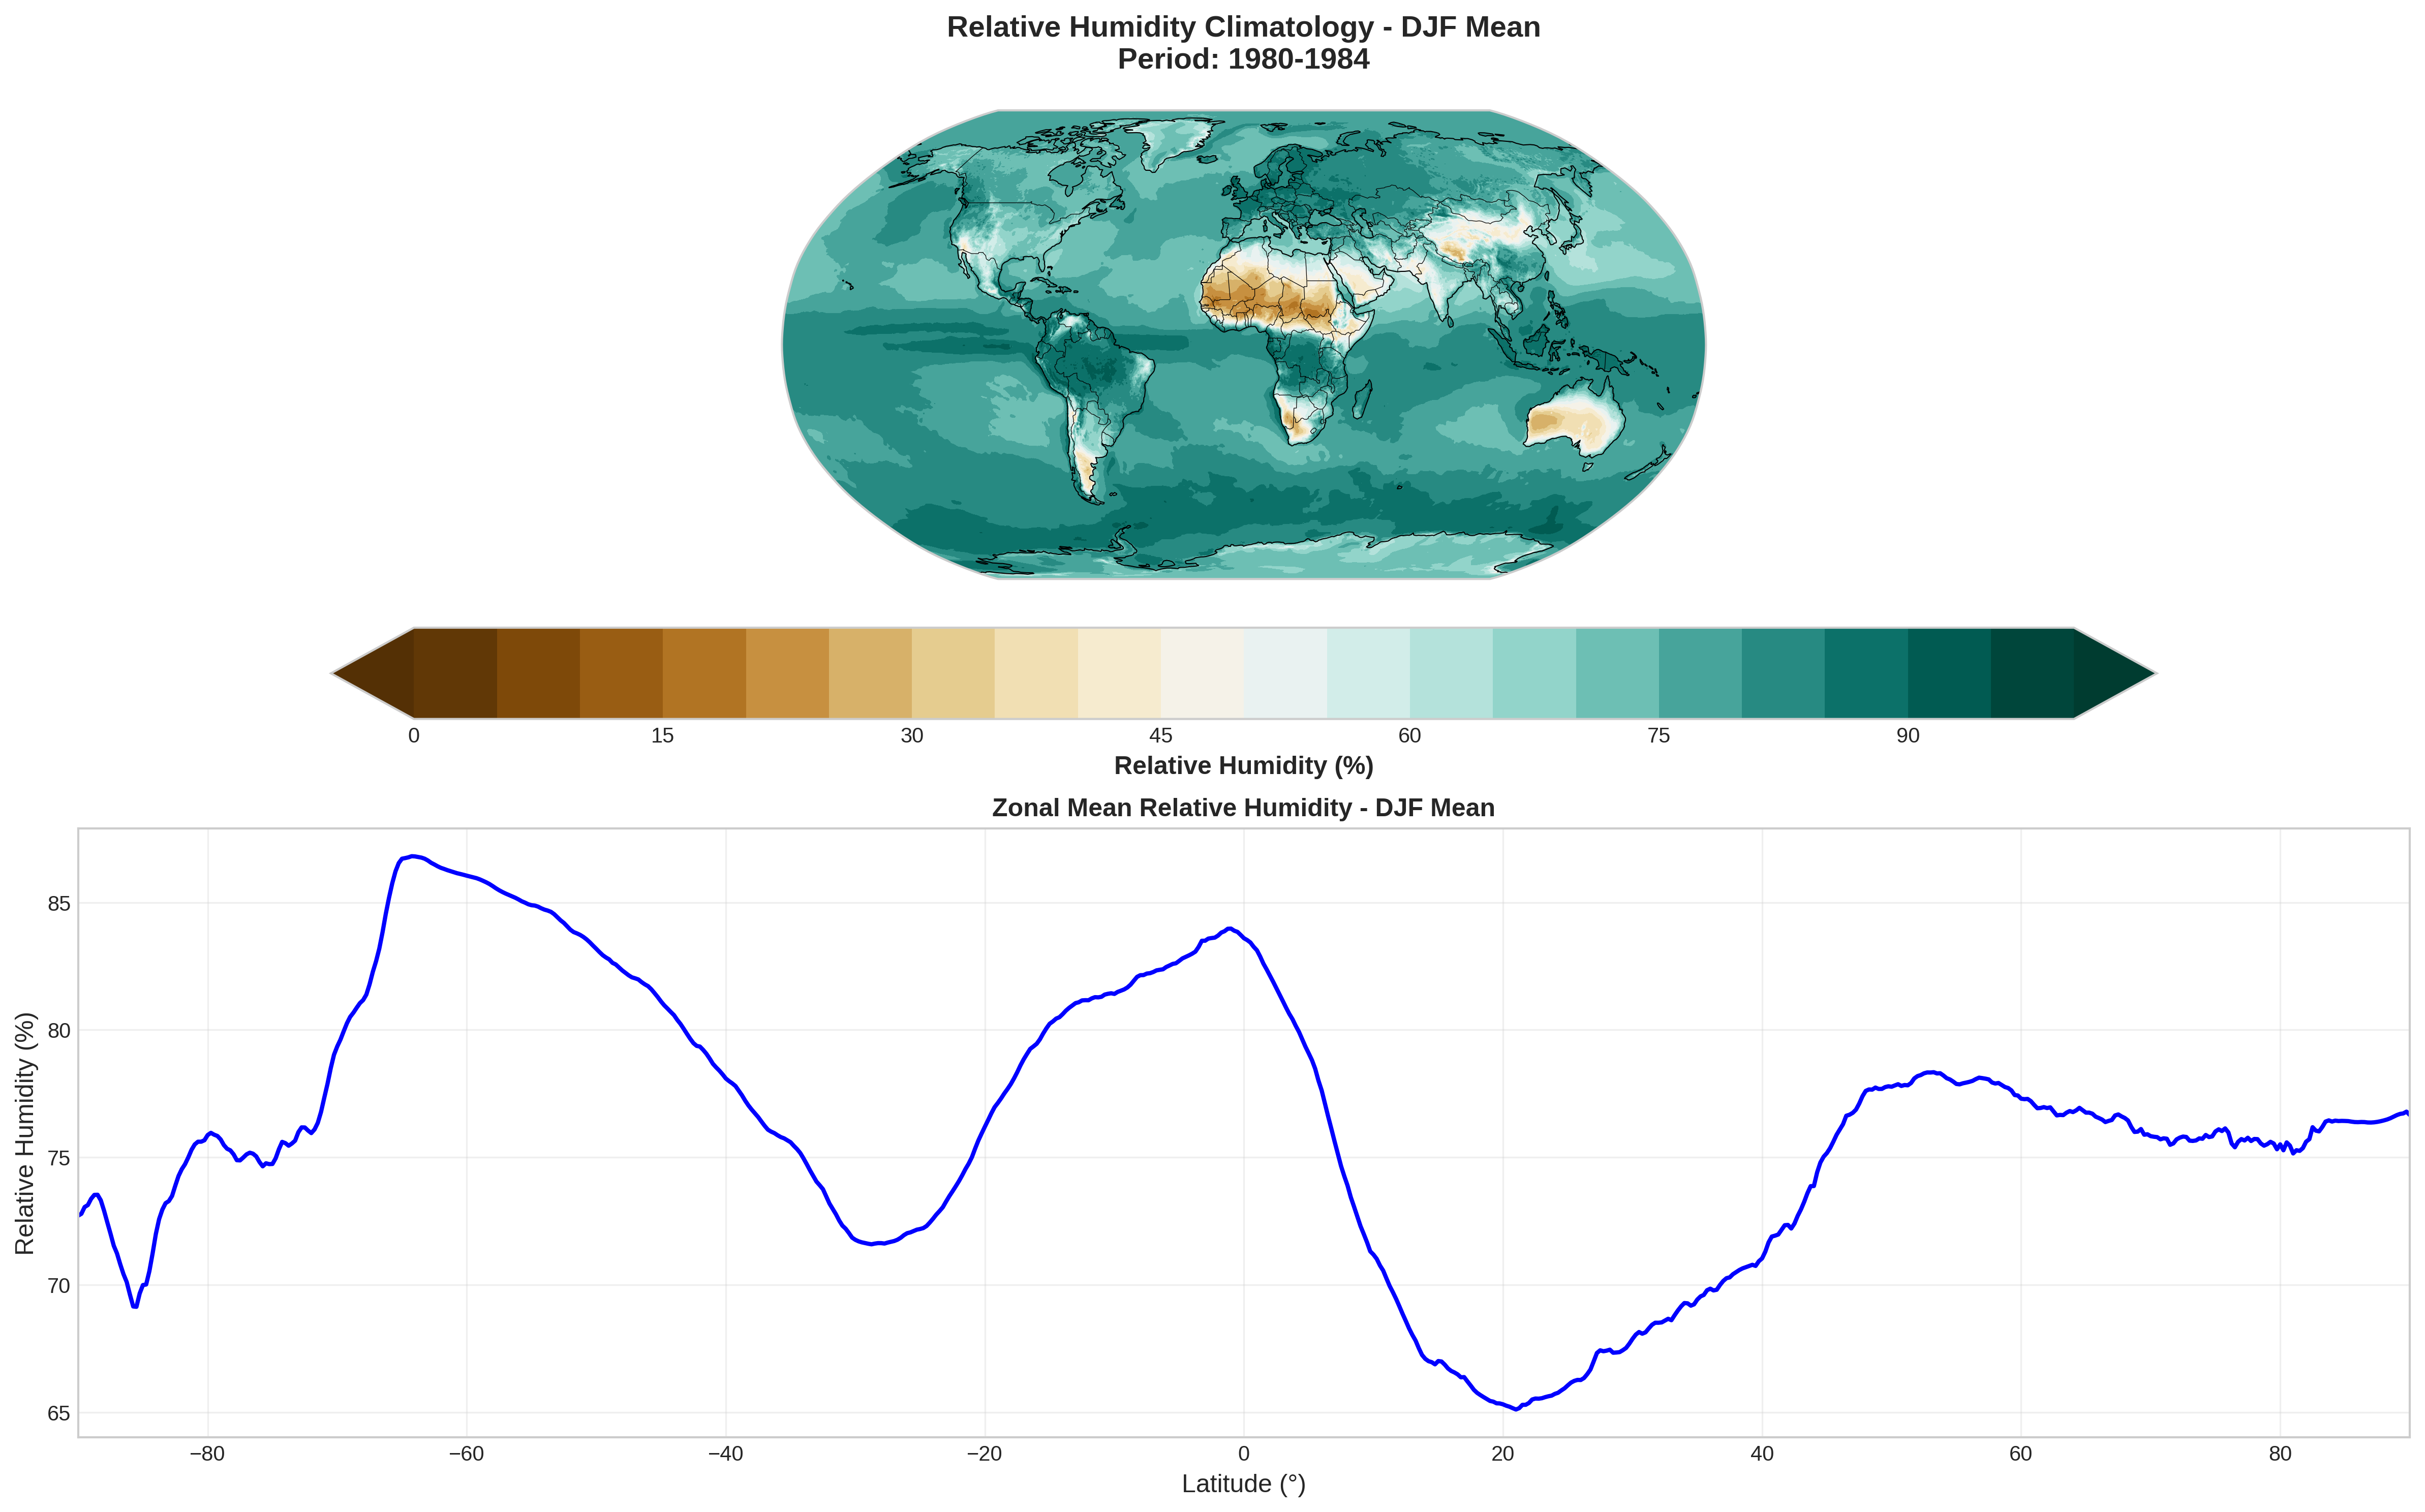 Relative Humidity Climatology - DJF Mean
Period: 1980-1984
0 15 30 45 60 75 90
Relative Humidity (%)
Zonal Mean Relative Humidity - DJF Mean
85
80
75
70
65
Relative Humidity (%)
−80 −60 −40 −20 0 20 40 60 80
Latitude (°)